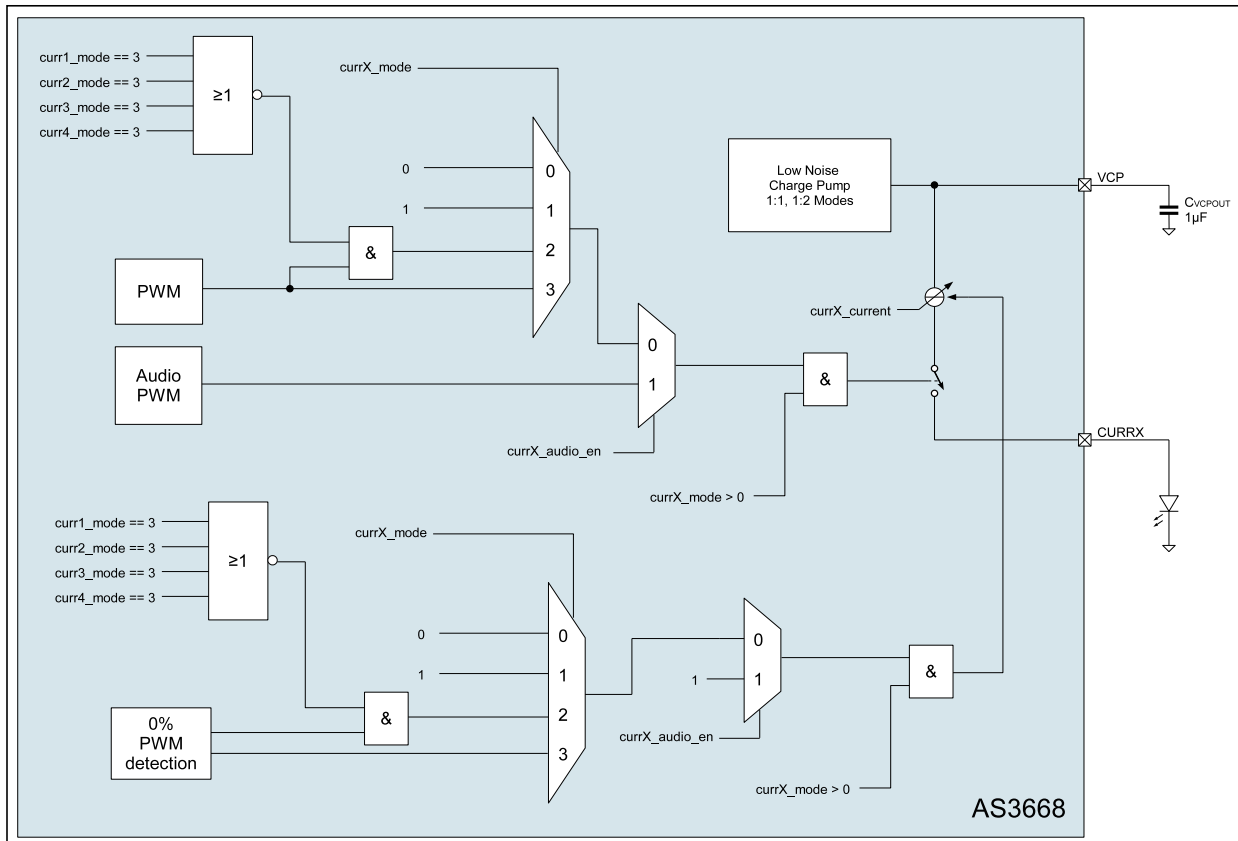 curr1_mode == 3
curr2_mode == 3
curr3_mode == 3
curr4_mode == 3
≥1
currX_mode
0
1
0
1
2
3
&
PWM
Audio
PWM
0
1
currX_audio_en
&
currX_mode > 0
Low Noise
Charge Pump
1:1, 1:2 Modes
VCP
CVCPOUT
1µF
currX_current
CURRX
curr1_mode == 3
curr2_mode == 3
curr3_mode == 3
curr4_mode == 3
≥1
currX_mode
0
1
0
1
2
3
&
0%
PWM
detection
1
0
1
currX_audio_en
&
currX_mode > 0
AS3668